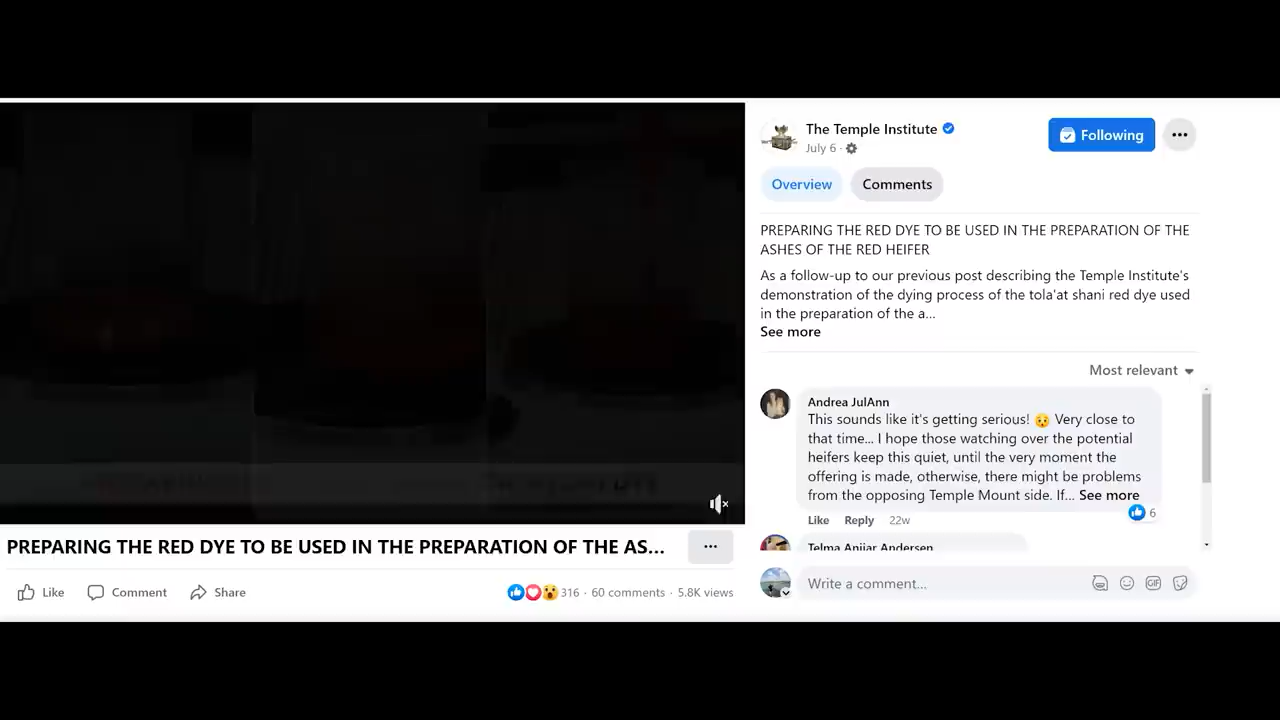 The Temple Institute
July 6 ·
Following
Overview
Comments
PREPARING THE RED DYE TO BE USED IN THE PREPARATION OF THE
ASHES OF THE RED HEIFER
As a follow-up to our previous post describing the Temple Institute's
demonstration of the dying process of the tola'at shani red dye used
in the preparation of the a...
See more
Most relevant
Andrea JulAnn
This sounds like it's getting serious! 😯 Very close to
that time... I hope those watching over the potential
heifers keep this quiet, until the very moment the
offering is made, otherwise, there might be problems
from the opposing Temple Mount side. If... See more
6
Like Reply 22w
Telma Anijar Andersen
Write a comment...
GIF
PREPARING THE RED DYE TO BE USED IN THE PREPARATION OF THE AS...
Like
Comment
Share
316 · 60 comments · 5.8K views